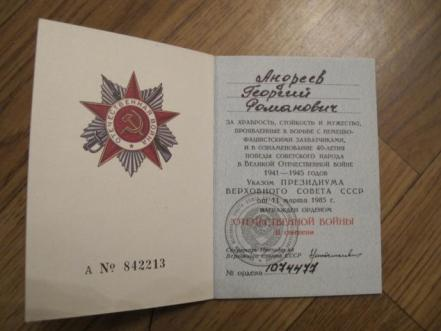 ОТЕЧЕСТВЕННАЯ ВОЙНА
А № 842213
Андреев
Георгий
Романович
ЗА ХРАБРОСТЬ, СТОЙКОСТЬ И МУЖЕСТВО,
ПРОЯВЛЕННЫЕ В БОРЬБЕ С НЕМЕЦКО-
ФАШИСТСКИМИ ЗАХВАТЧИКАМИ,
И В ОЗНАМЕНОВАНИЕ 40-ЛЕТИЯ
ПОБЕДЫ СОВЕТСКОГО НАРОДА
В ВЕЛИКОЙ ОТЕЧЕСТВЕННОЙ ВОЙНЕ
1941—1945 ГОДОВ
УКАЗОМ ПРЕЗИДИУМА
ВЕРХОВНОГО СОВЕТА СССР
ОТ 11 МАРТА 1985 г.
НАГРАЖДЕН ОРДЕНОМ
ОТЕЧЕСТВЕННОЙ ВОЙНЫ
II степени
Секретарь Президиума
Верховного Совета СССР
№ ордена 1074477